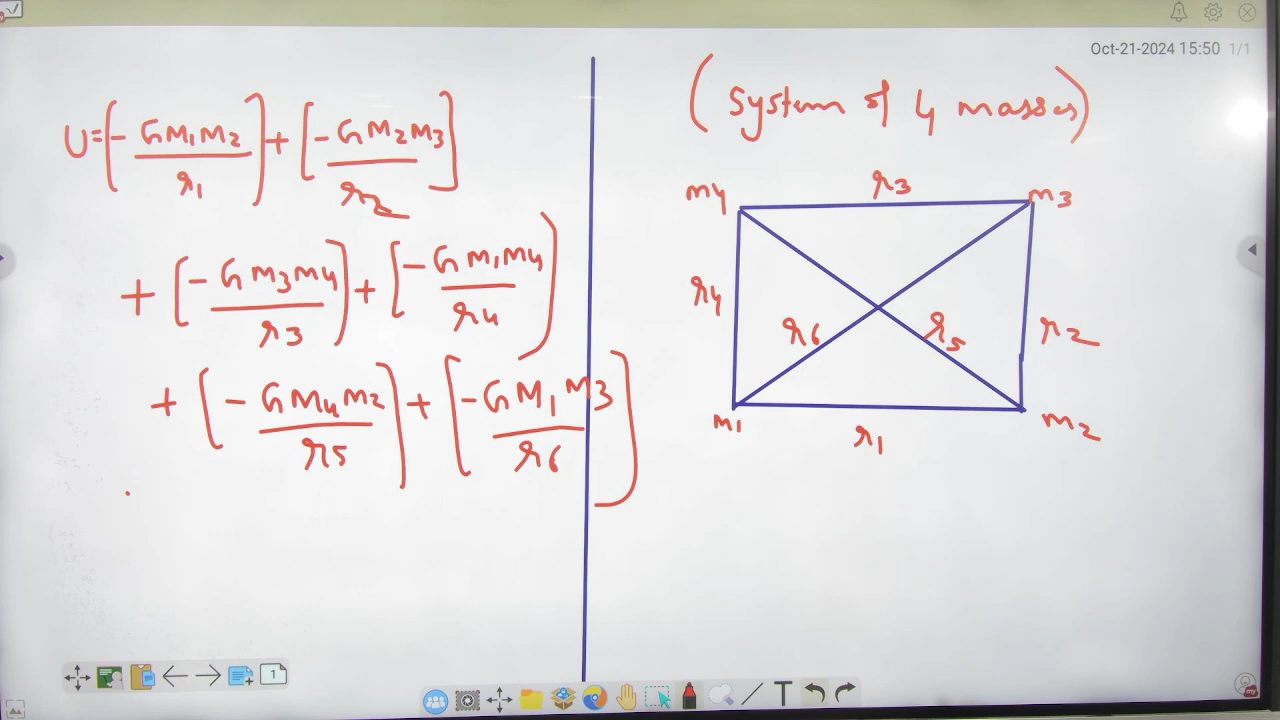 Oct-21-2024 15:50 1/1
U = [- GM1M2 / r1] + [- GM2M3 / r2]
+ [- GM3M4 / r3] + [- GM1M4 / r4]
+ [- GM4M2 / r5] + [- GM1M3 / r6]
(System of 4 masses)
m4 r3 m3
r4 r6 r5 r2
m1 r1 m2
1
T